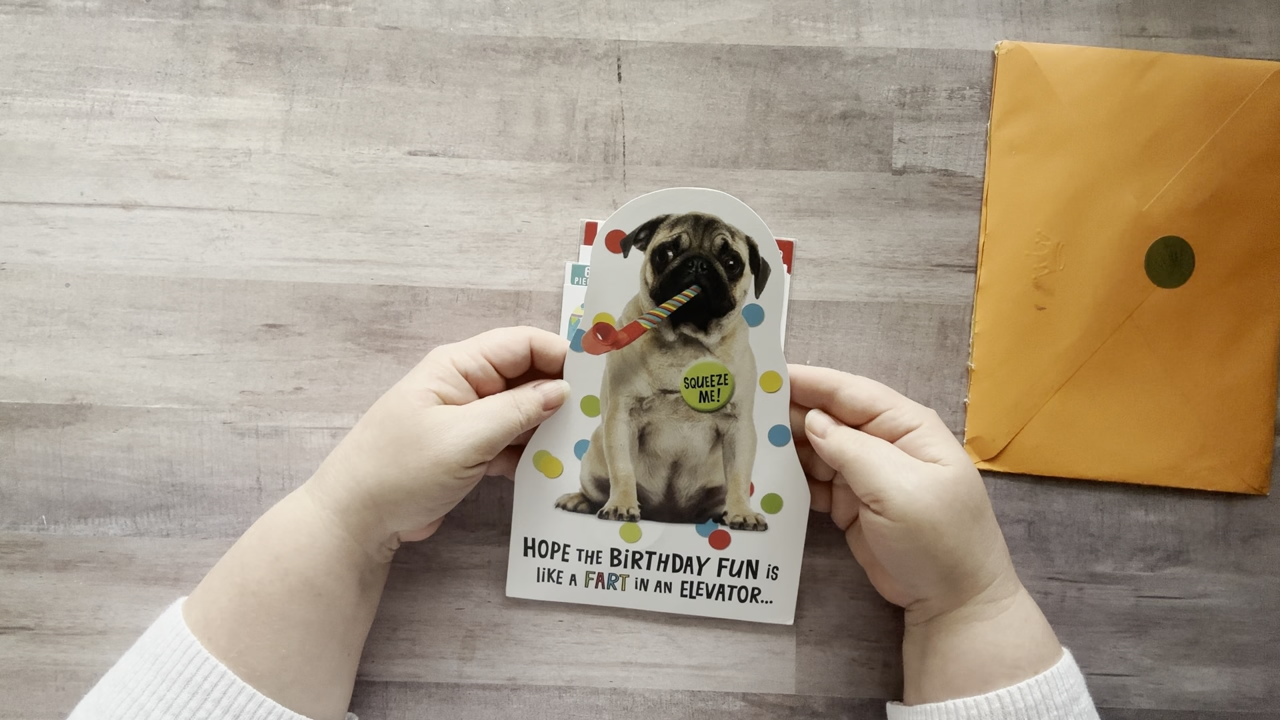 SQUEEZE
ME!
HOPE THE BiRTHDAY FUN iS
liKE A FART iN AN ELEVATOR...